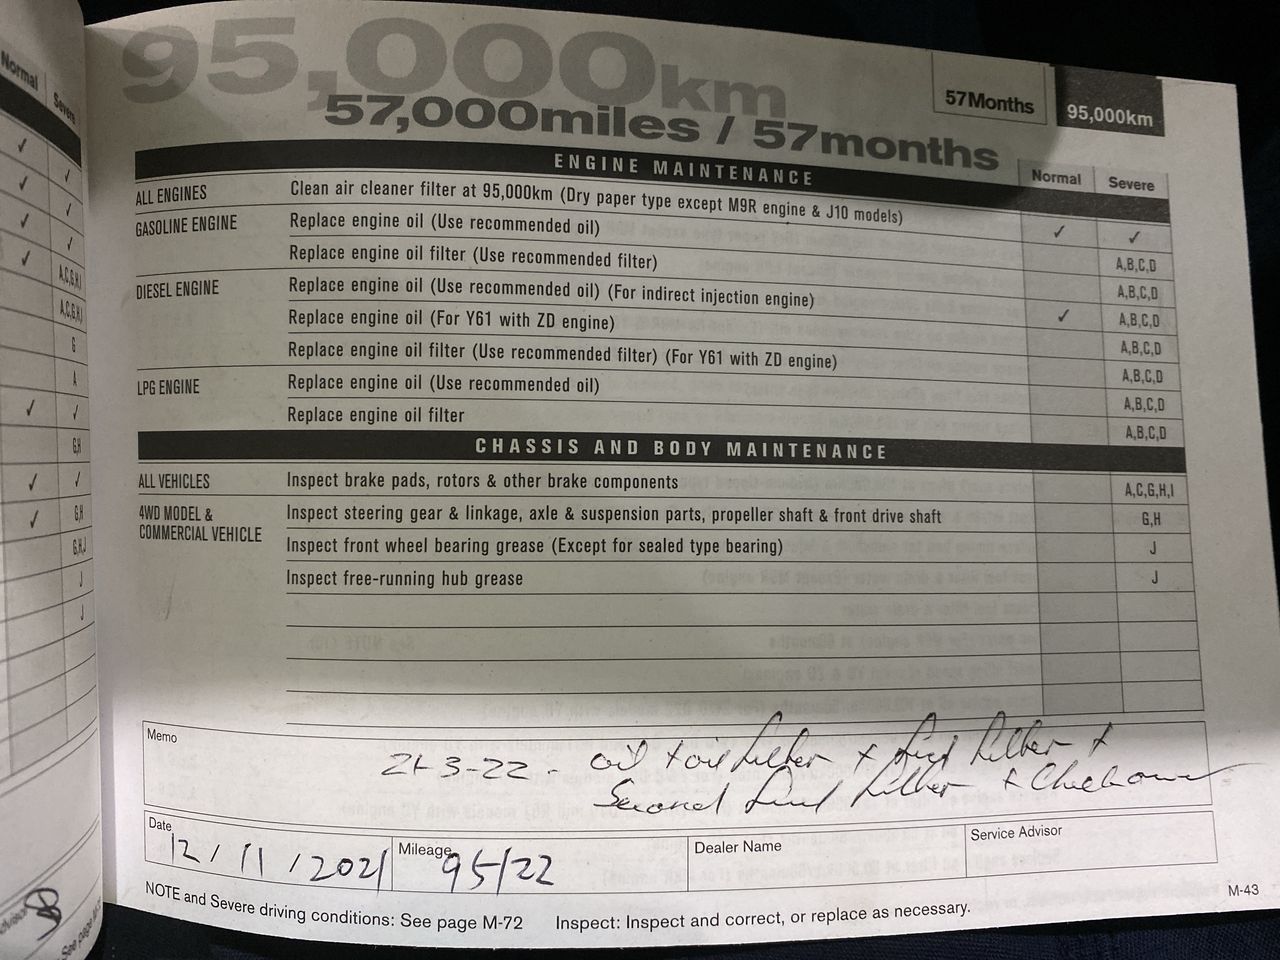 Normal Severe
✓ ✓
✓ ✓
✓ ✓
✓ A,C,G,H,I
A,C,G,H,I
G
A
✓ ✓
G,H
✓ ✓
✓ G,H
G,H,J
J
J
95,000km
57,000miles / 57months
57Months
95,000km
ENGINE MAINTENANCE
Normal Severe
ALL ENGINES Clean air cleaner filter at 95,000km (Dry paper type except M9R engine & J10 models) ✓ ✓
GASOLINE ENGINE Replace engine oil (Use recommended oil) A,B,C,D
Replace engine oil filter (Use recommended filter) A,B,C,D
DIESEL ENGINE Replace engine oil (Use recommended oil) (For indirect injection engine) ✓ A,B,C,D
Replace engine oil (For Y61 with ZD engine) A,B,C,D
Replace engine oil filter (Use recommended filter) (For Y61 with ZD engine) A,B,C,D
LPG ENGINE Replace engine oil (Use recommended oil) A,B,C,D
Replace engine oil filter A,B,C,D
CHASSIS AND BODY MAINTENANCE
ALL VEHICLES Inspect brake pads, rotors & other brake components A,C,G,H,I
4WD MODEL & Inspect steering gear & linkage, axle & suspension parts, propeller shaft & front drive shaft G,H
COMMERCIAL VEHICLE Inspect front wheel bearing grease (Except for sealed type bearing) J
Inspect free-running hub grease J
Memo
21-3-22 - oil + oil filter + fuel filter +
Second fuel filter + Checkover
Date 12/11/2021 Mileage 95122 Dealer Name Service Advisor
NOTE and Severe driving conditions: See page M-72 Inspect: Inspect and correct, or replace as necessary.
M-43